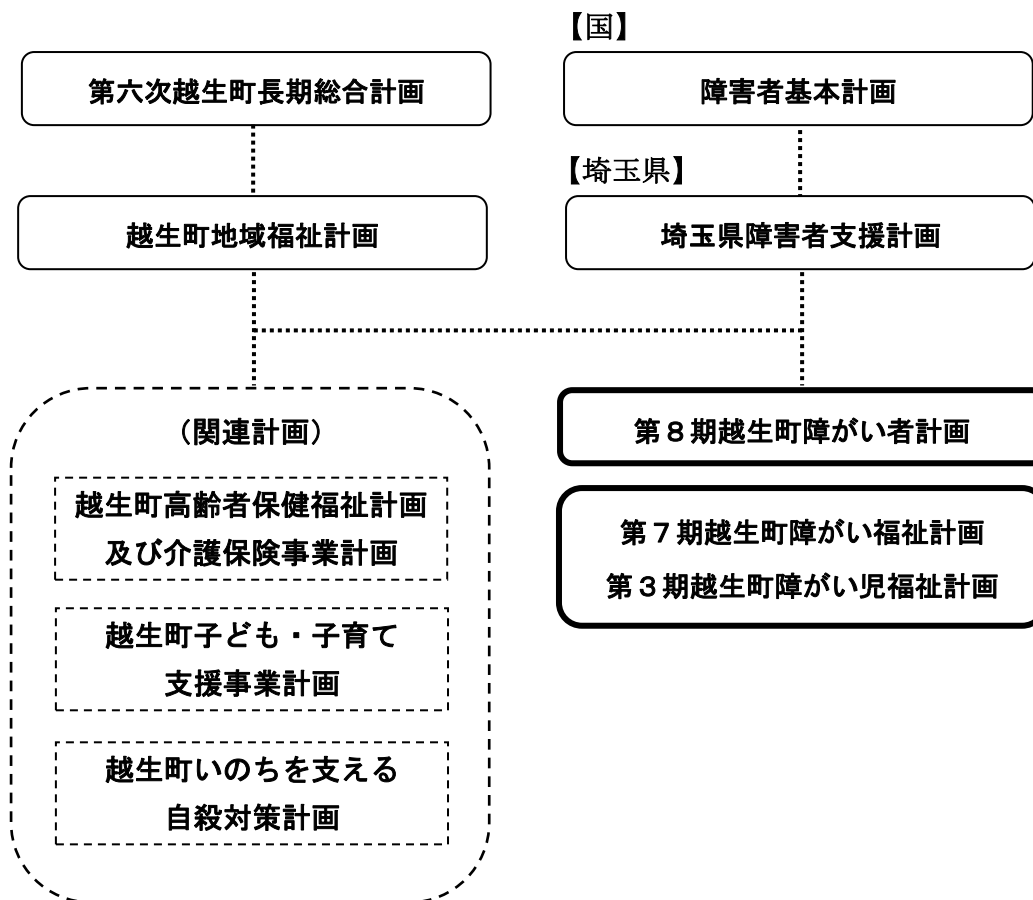 第六次越生町長期総合計画
越生町地域福祉計画
【国】
障害者基本計画
【埼玉県】
埼玉県障害者支援計画
（関連計画）
越生町高齢者保健福祉計画
及び介護保険事業計画
越生町子ども・子育て
支援事業計画
越生町いのちを支える
自殺対策計画
第８期越生町障がい者計画
第７期越生町障がい福祉計画
第３期越生町障がい児福祉計画